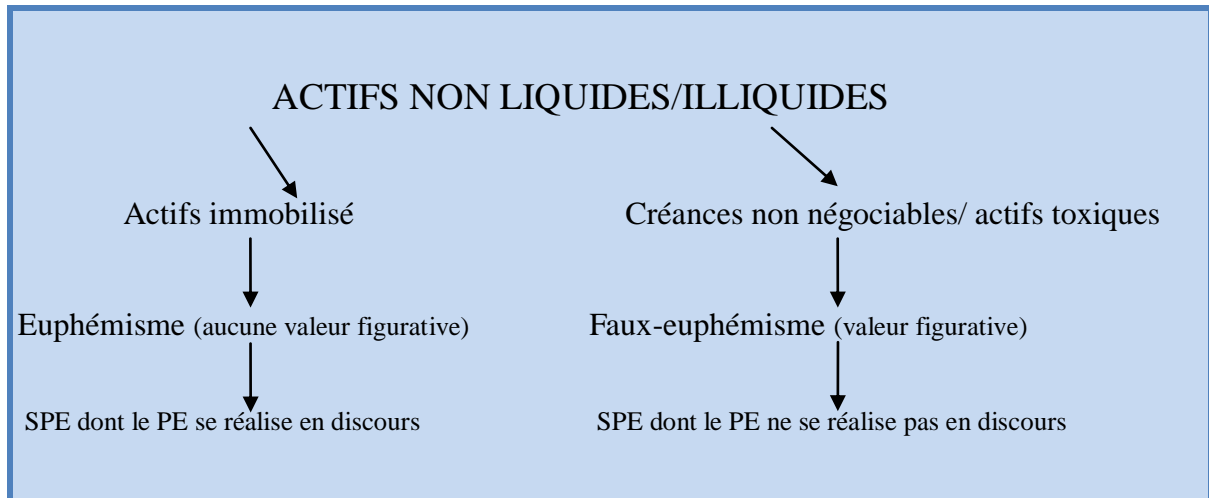 ACTIFS NON LIQUIDES/ILLIQUIDES
Actifs immobilisé
Créances non négociables/ actifs toxiques
Euphémisme (aucune valeur figurative)
Faux-euphémisme (valeur figurative)
SPE dont le PE se réalise en discours
SPE dont le PE ne se réalise pas en discours